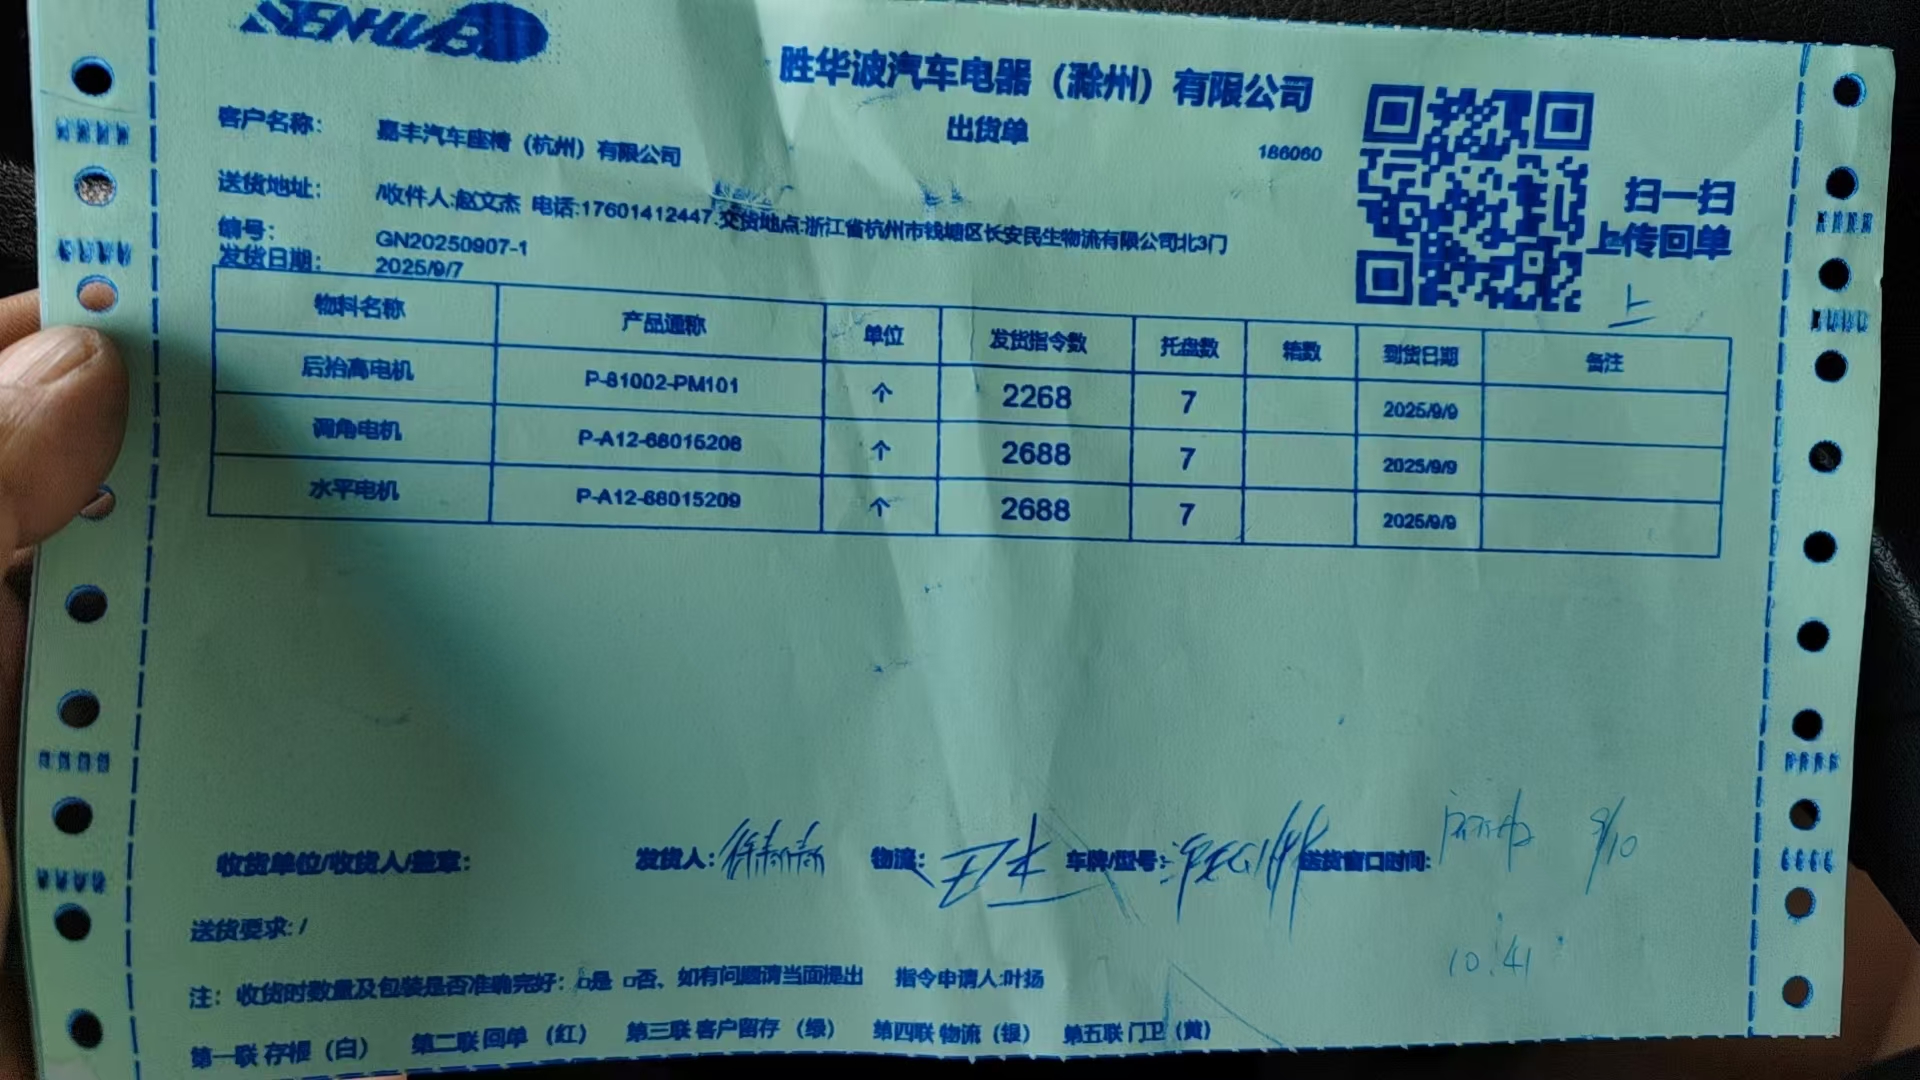 SENHWABO
胜华波汽车电器（滁州）有限公司
出货单
186060
客户名称： 嘉丰汽车座椅（杭州）有限公司
送货地址： /收件人:赵文杰 电话:17601412447.交货地点:浙江省杭州市钱塘区长安民生物流有限公司北3门
编号： GN20250907-1
发货日期： 2025/9/7
扫一扫
上传回单
上
物料名称 产品通称 单位 发货指令数 托盘数 箱数 到货日期 备注
后抬高电机 P-81002-PM101 个 2268 7 2025/9/9
调角电机 P-A12-68015208 个 2688 7 2025/9/9
水平电机 P-A12-68015209 个 2688 7 2025/9/9
收货单位/收货人/盖章： 发货人： 物流： 车牌/型号： 送货窗口时间： 9/10
10:41
送货要求: /
注： 收货时数量及包装是否准确完好：□是 □否、如有问题请当面提出 指令申请人:叶扬
第一联 存根（白） 第二联 回单（红） 第三联 客户留存（绿） 第四联 物流（银） 第五联 门卫（黄）